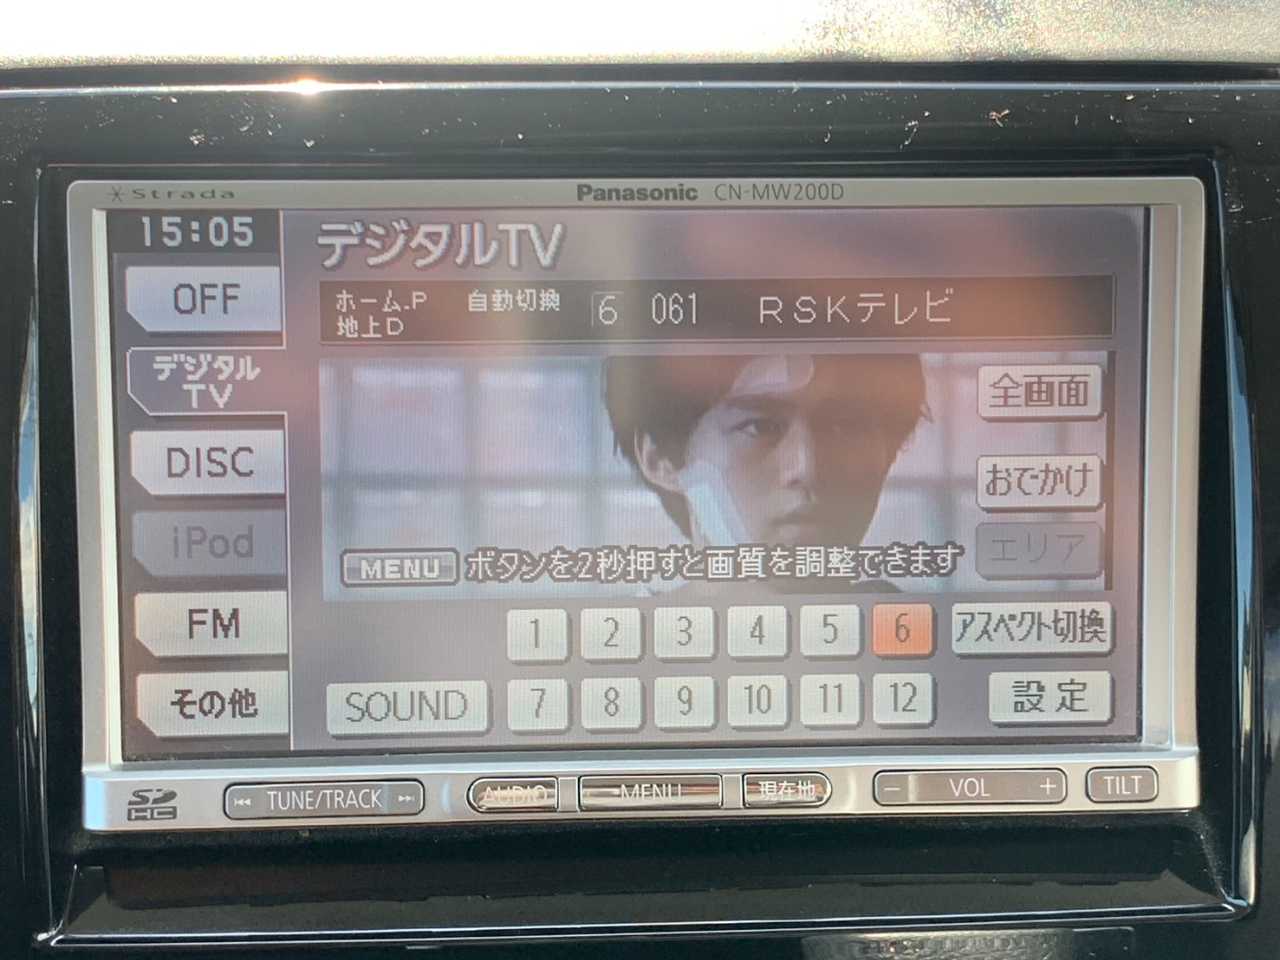 Strada
Panasonic CN-MW200D
15:05
デジタルTV
OFF
ホーム.P 自動切換 6 061 RSKテレビ
地上D
デジタル
TV
全画面
DISC
おでかけ
iPod
エリア
MENU ボタンを2秒押すと画質を調整できます
FM
1 2 3 4 5 6 アスペクト切換
その他
SOUND 7 8 9 10 11 12 設定
SD
HC
TUNE/TRACK AUDIO MENU 現在地 − VOL + TILT